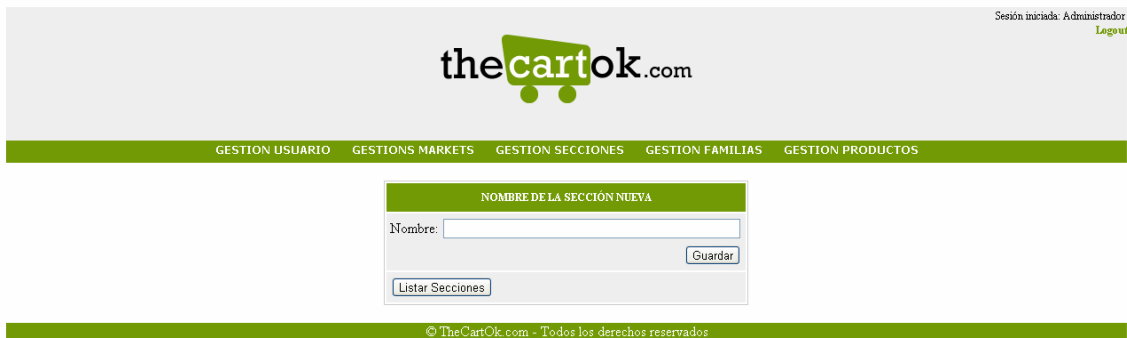 Sesión iniciada: Administrador
Logout
thecartok.com
GESTION USUARIO GESTIONS MARKETS GESTION SECCIONES GESTION FAMILIAS GESTION PRODUCTOS
NOMBRE DE LA SECCIÓN NUEVA
Nombre:
Guardar
Listar Secciones
© TheCartOk.com - Todos los derechos reservados